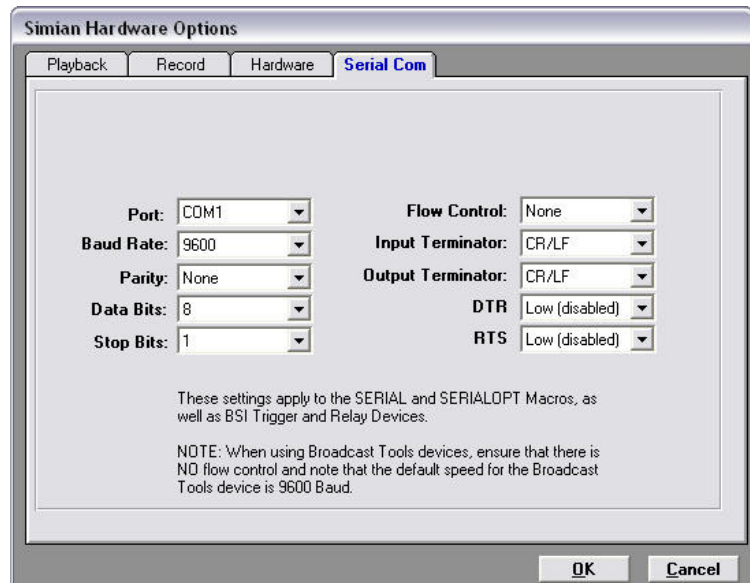 Simian Hardware Options
Playback Record Hardware Serial Com
Port: COM1 Flow Control: None
Baud Rate: 9600 Input Terminator: CR/LF
Parity: None Output Terminator: CR/LF
Data Bits: 8 DTR Low (disabled)
Stop Bits: 1 RTS Low (disabled)
These settings apply to the SERIAL and SERIALOPT Macros, as
well as BSI Trigger and Relay Devices.
NOTE: When using Broadcast Tools devices, ensure that there is
NO flow control and note that the default speed for the Broadcast
Tools device is 9600 Baud.
OK Cancel